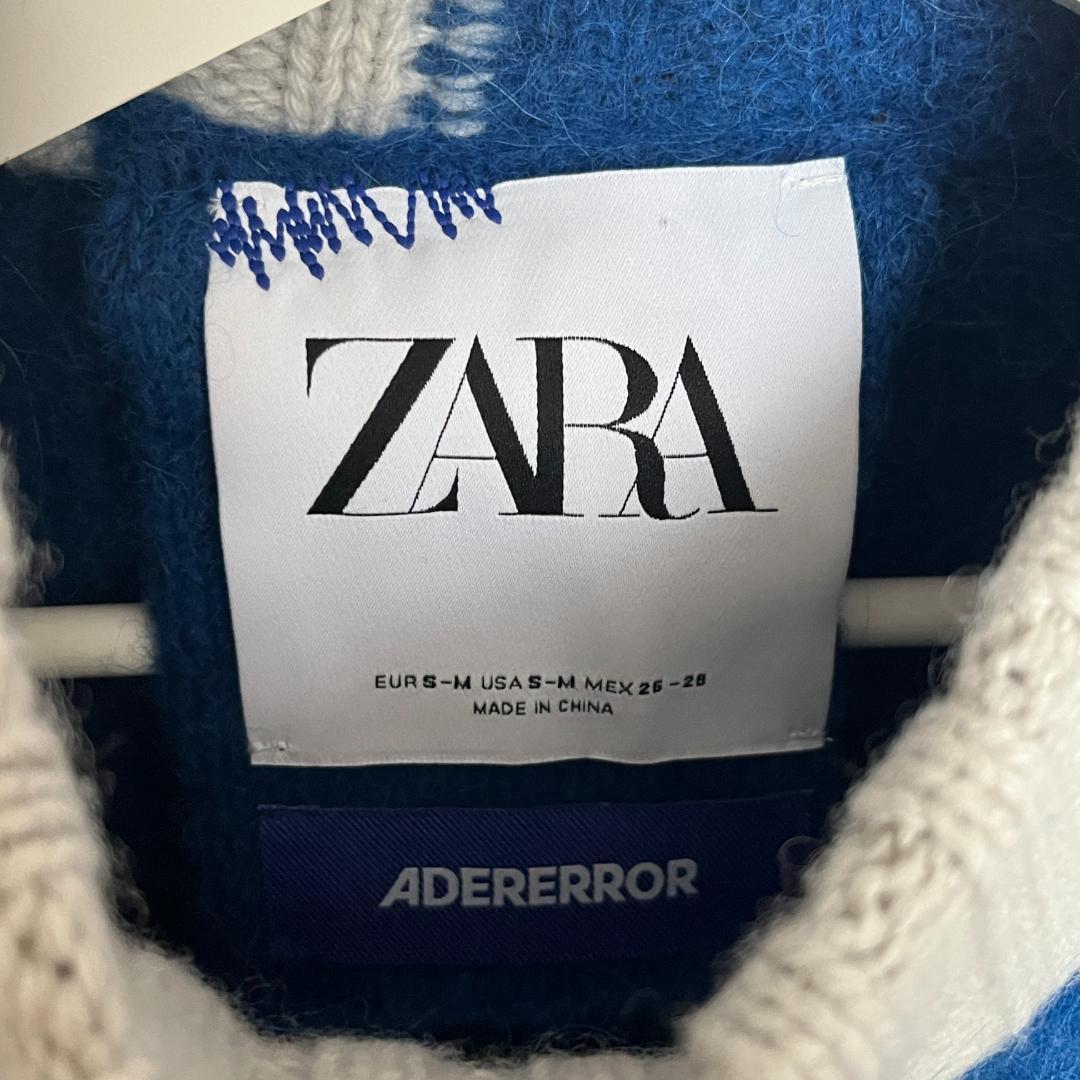 ZARA
EUR S-M USA S-M MEX 26-28
MADE IN CHINA
ADERERROR